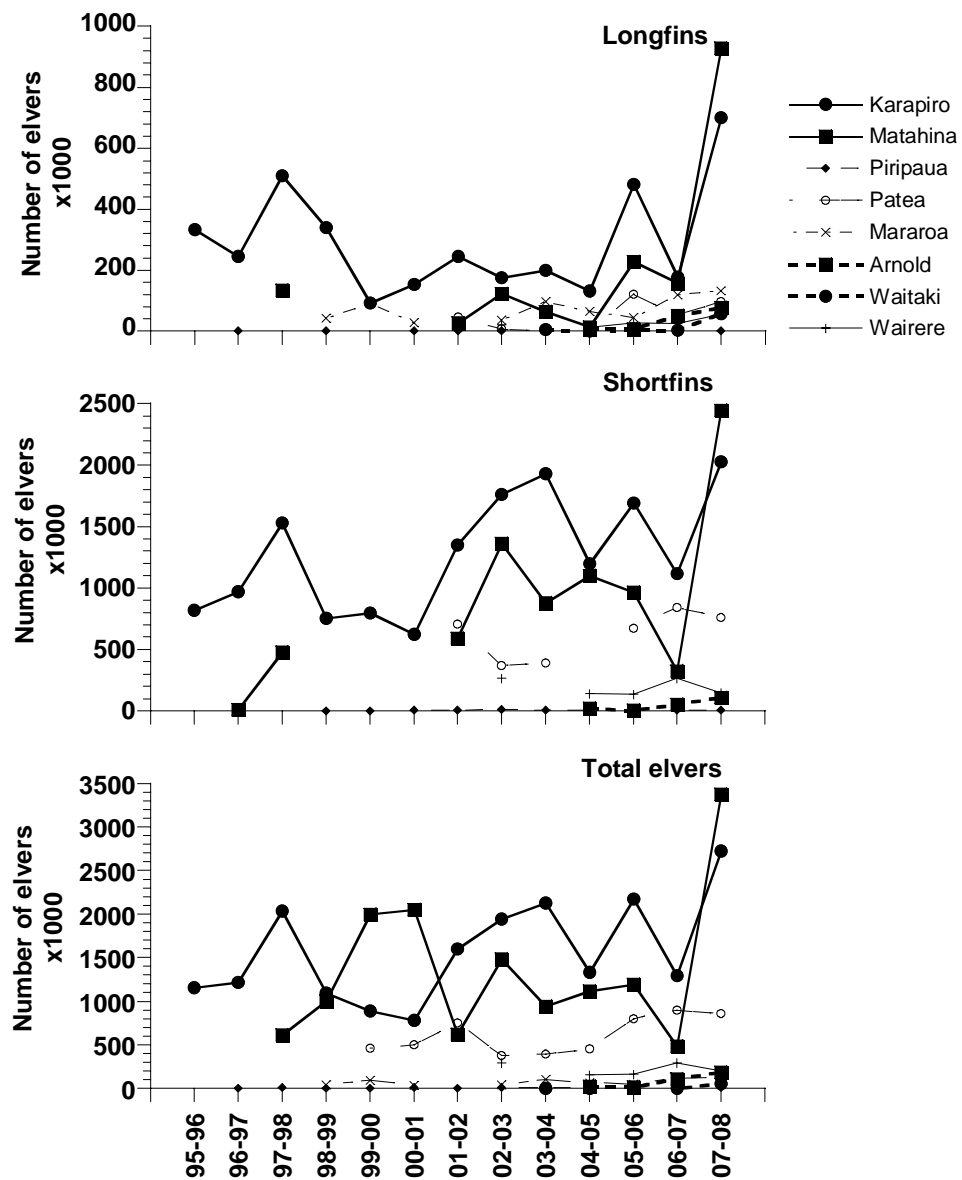 Longfins
Number of elvers
x1000
1000
800
600
400
200
0
Karapiro
Matahina
Piripaua
Patea
Mararoa
Arnold
Waitaki
Wairere
Shortfins
Number of elvers
x1000
2500
2000
1500
1000
500
0
Total elvers
Number of elvers
x1000
3500
3000
2500
2000
1500
1000
500
0
95-96
96-97
97-98
98-99
99-00
00-01
01-02
02-03
03-04
04-05
05-06
06-07
07-08